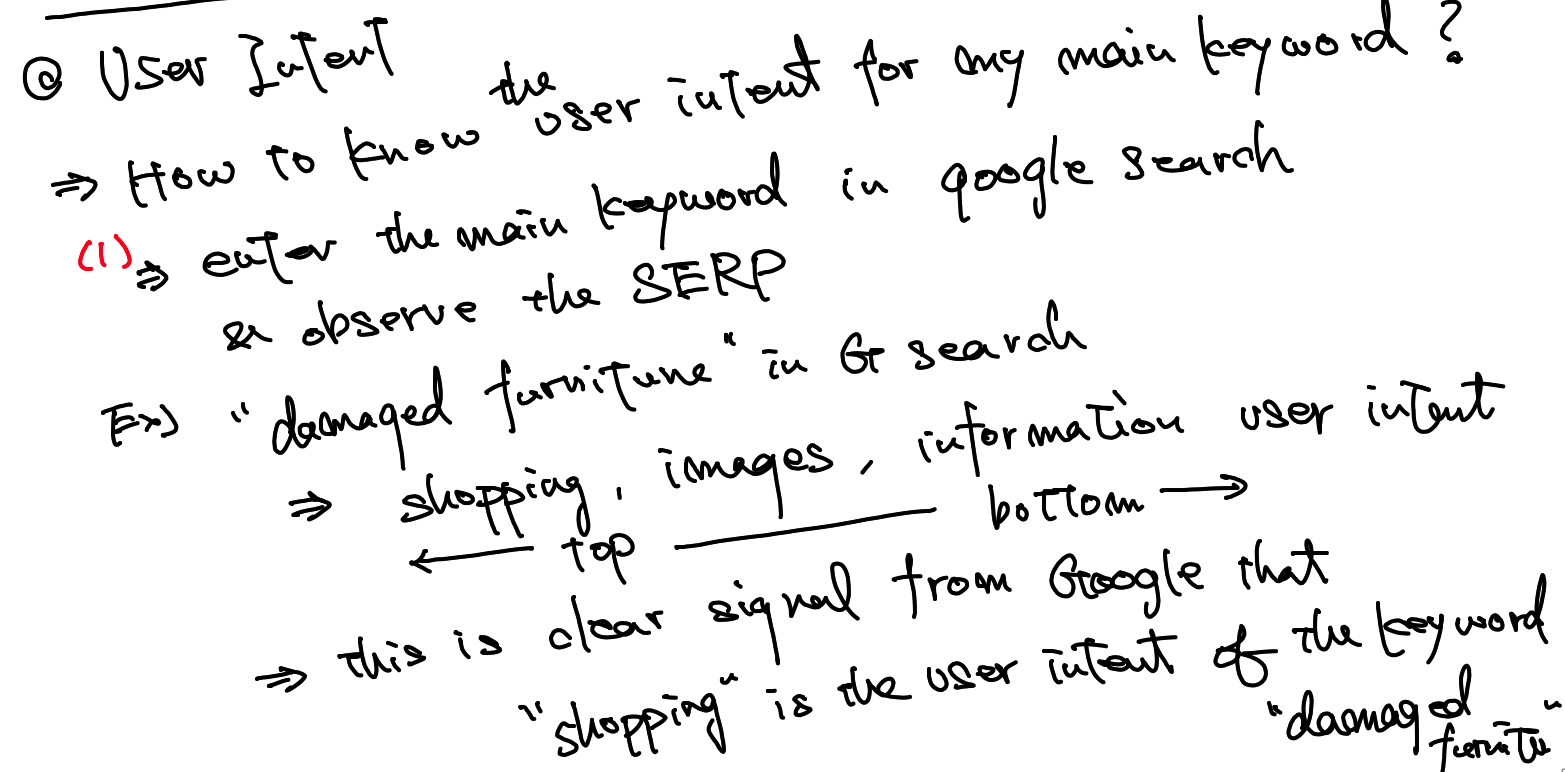 @ User Intent
⇒ How to know the user intent for my main keyword?
(1) ⇒ enter the main keyword in google search
& observe the SERP
Ex) "damaged furniture" in G search
⇒ shopping, images, information user intent
← top — bottom →
⇒ this is clear signal from Google that
"shopping" is the user intent of the keyword
"damaged
furnitu"